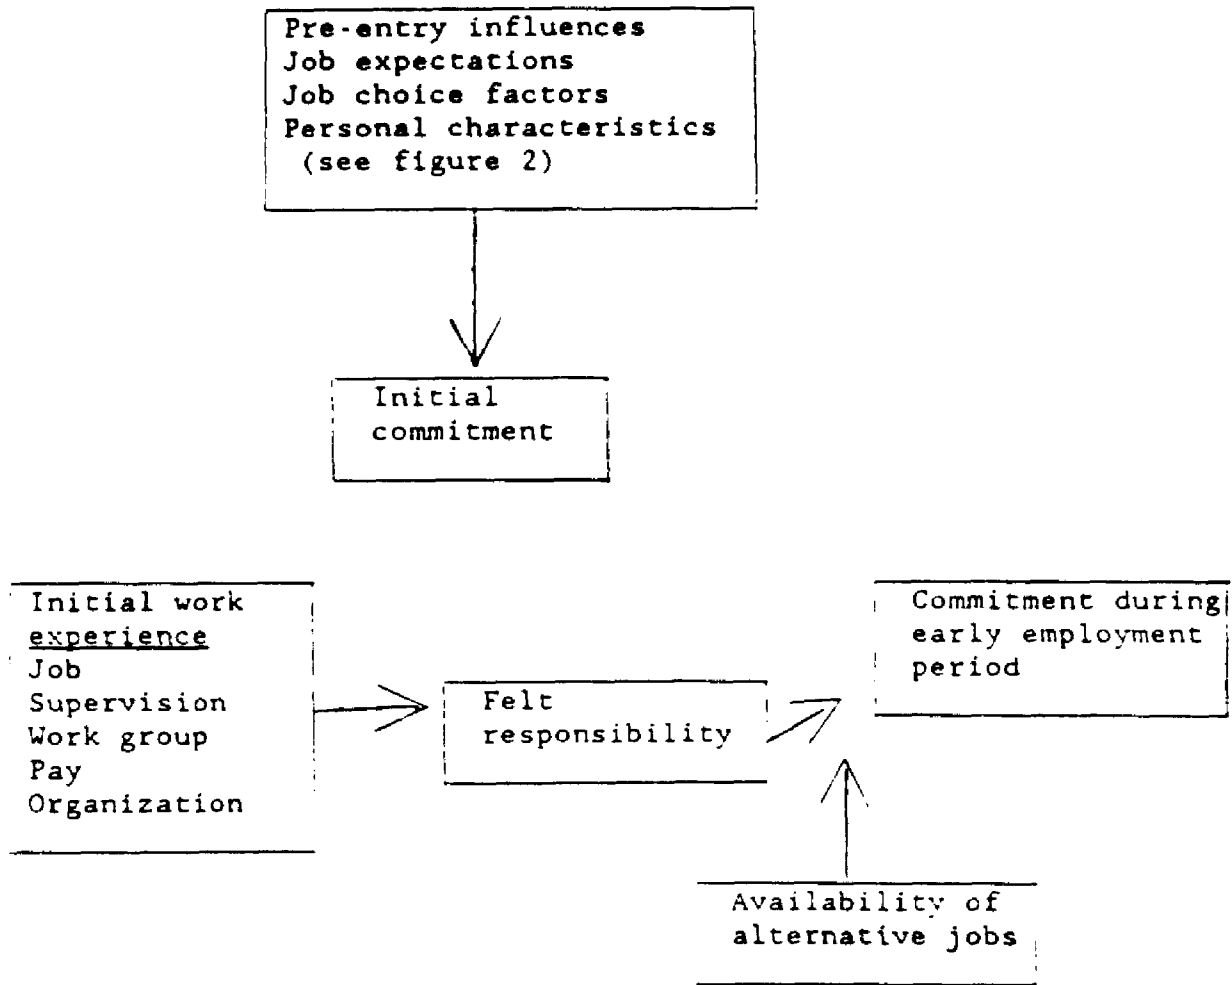 Pre-entry influences
Job expectations
Job choice factors
Personal characteristics
(see figure 2)
Initial
commitment
Initial work
experience
Job
Supervision
Work group
Pay
Organization
Felt
responsibility
Commitment during
early employment
period
Availability of
alternative jobs